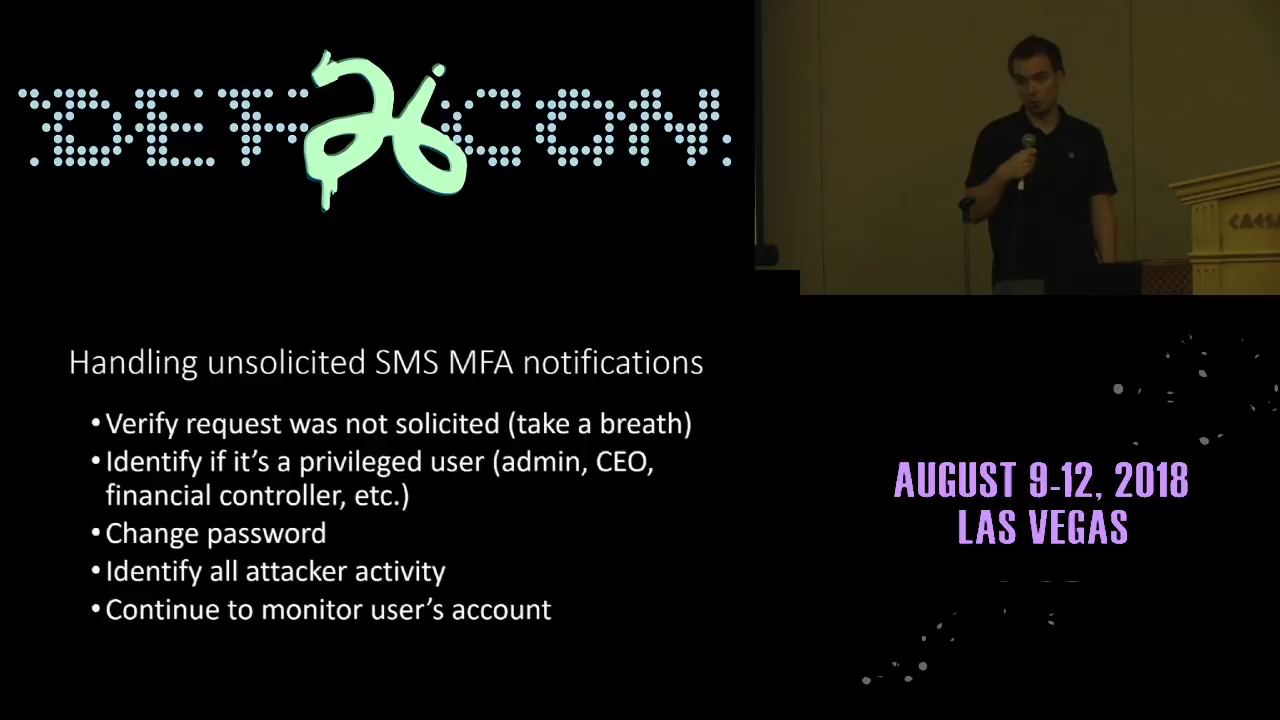 DEF 26 CON
Handling unsolicited SMS MFA notifications
•Verify request was not solicited (take a breath)
•Identify if it's a privileged user (admin, CEO,
financial controller, etc.)
•Change password
•Identify all attacker activity
•Continue to monitor user's account
AUGUST 9-12, 2018
LAS VEGAS